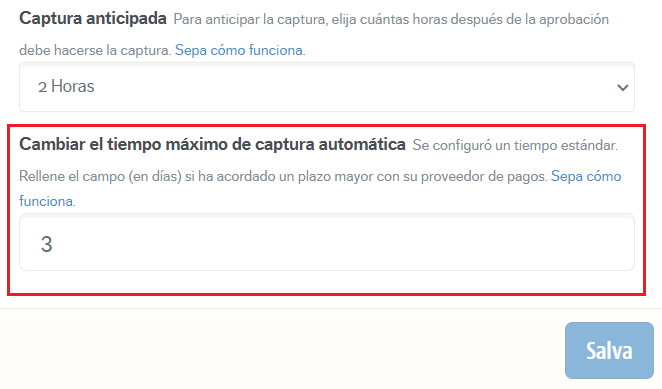 Captura anticipada Para anticipar la captura, elija cuántas horas después de la aprobación
debe hacerse la captura. Sepa cómo funciona.
2 Horas
Cambiar el tiempo máximo de captura automática Se configuró un tiempo estándar.
Rellene el campo (en días) si ha acordado un plazo mayor con su proveedor de pagos. Sepa cómo
funciona.
3
Salva